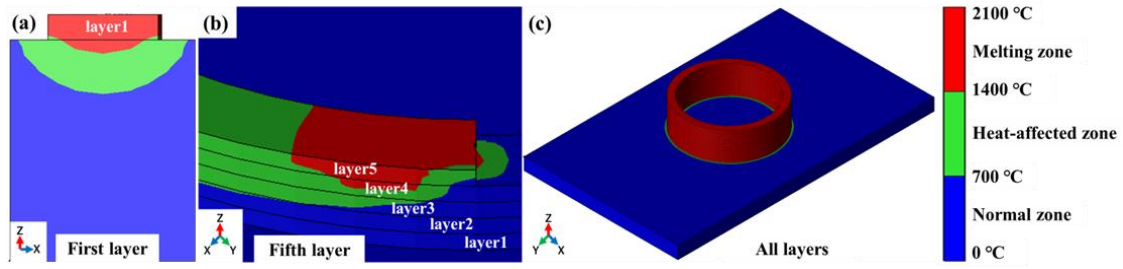 (a)
layer1
Z
X
First layer
(b)
layer5
layer4
layer3
layer2
layer1
Z
X Y
Fifth layer
(c)
Z
X Y
All layers
2100 °C
Melting zone
1400 °C
Heat-affected zone
700 °C
Normal zone
0 °C